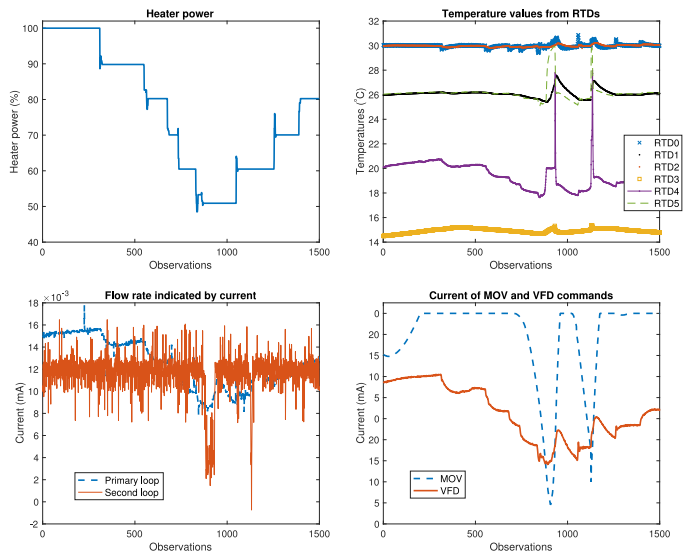 Heater power
100
90
80
70
60
50
40
Heater power (%)
0
500
1000
1500
Observations
Temperature values from RTDs
32
30
28
26
24
22
20
18
16
14
Temperatures (°C)
RTD0
RTD1
RTD2
RTD3
RTD4
RTD5
0
500
1000
1500
Observations
Flow rate indicated by current
×10⁻³
18
16
14
12
10
8
6
4
2
0
-2
Current (mA)
Primary loop
Second loop
0
500
1000
1500
Observations
Current of MOV and VFD commands
0
15
10
5
0
20
15
10
5
0
Current (mA)
MOV
VFD
0
500
1000
1500
Observations